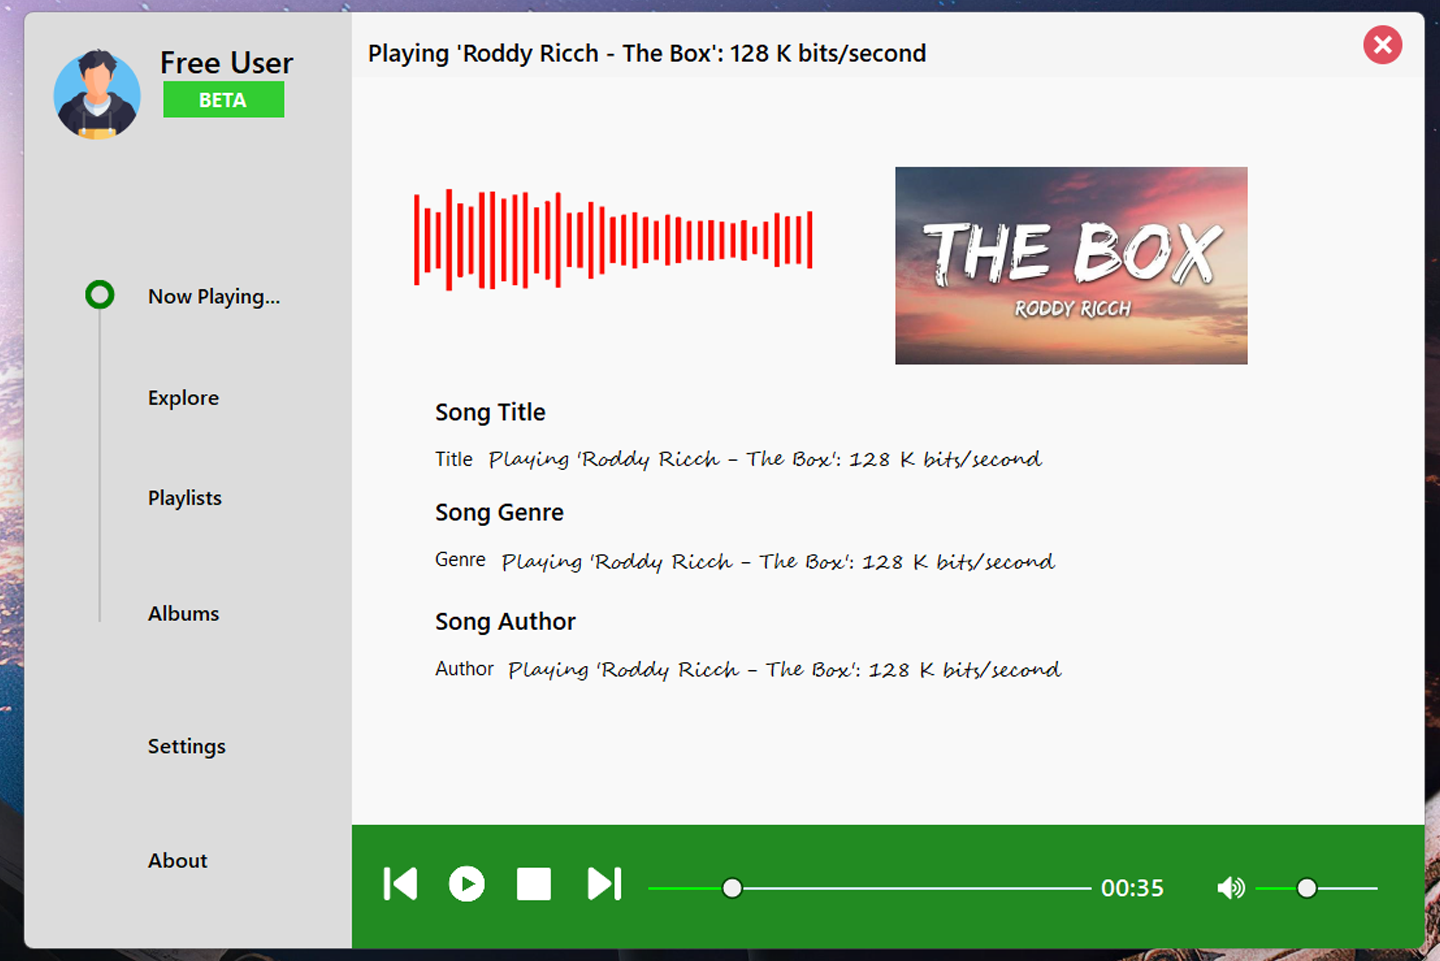 Free User
BETA
Now Playing...
Explore
Playlists
Albums
Settings
About
Playing 'Roddy Ricch - The Box': 128 K bits/second
THE BOX
RODDY RICCH
Song Title
Title Playing 'Roddy Ricch - The Box': 128 K bits/second
Song Genre
Genre Playing 'Roddy Ricch - The Box': 128 K bits/second
Song Author
Author Playing 'Roddy Ricch - The Box': 128 K bits/second
00:35